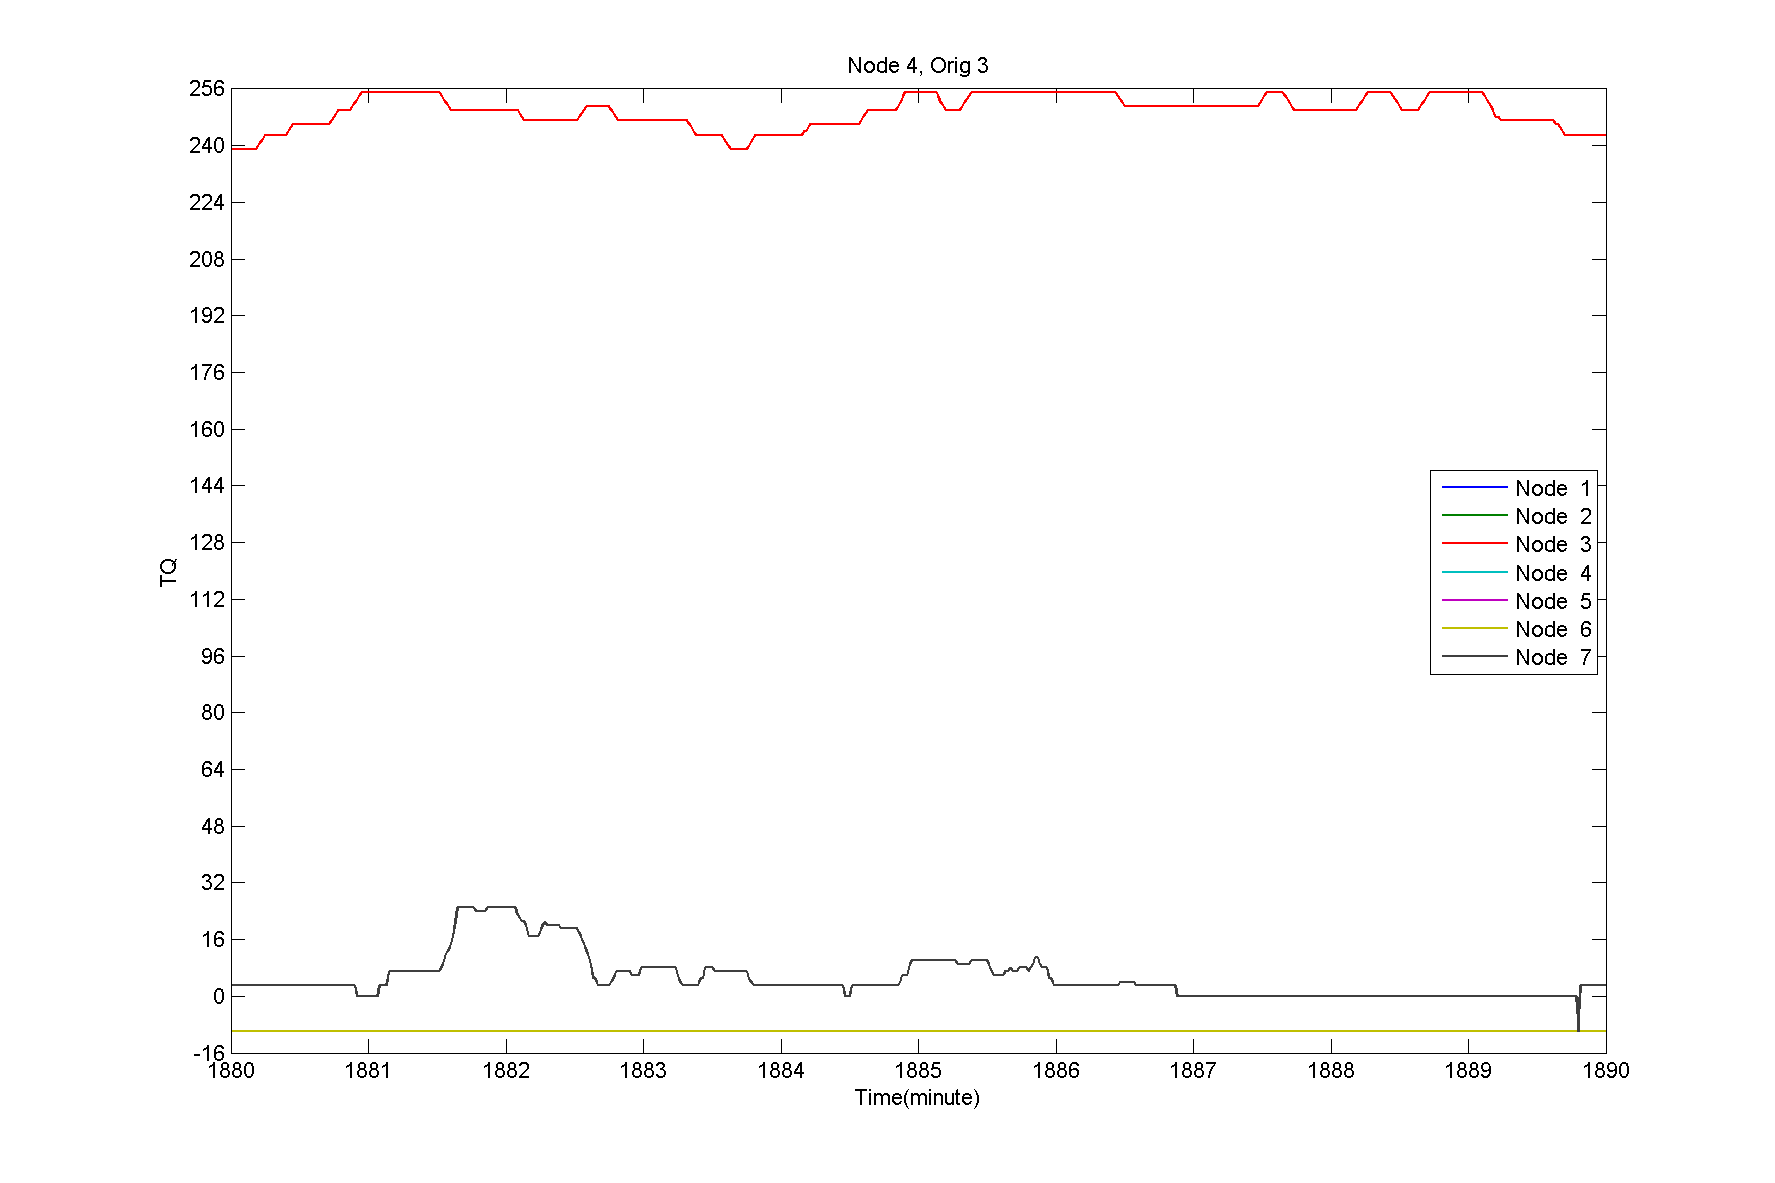 Node 4, Orig 3
256
240
224
208
192
176
160
144
128
112
96
80
64
48
32
16
0
-16
TQ
Node 1
Node 2
Node 3
Node 4
Node 5
Node 6
Node 7
1880 1881 1882 1883 1884 1885 1886 1887 1888 1889 1890
Time(minute)